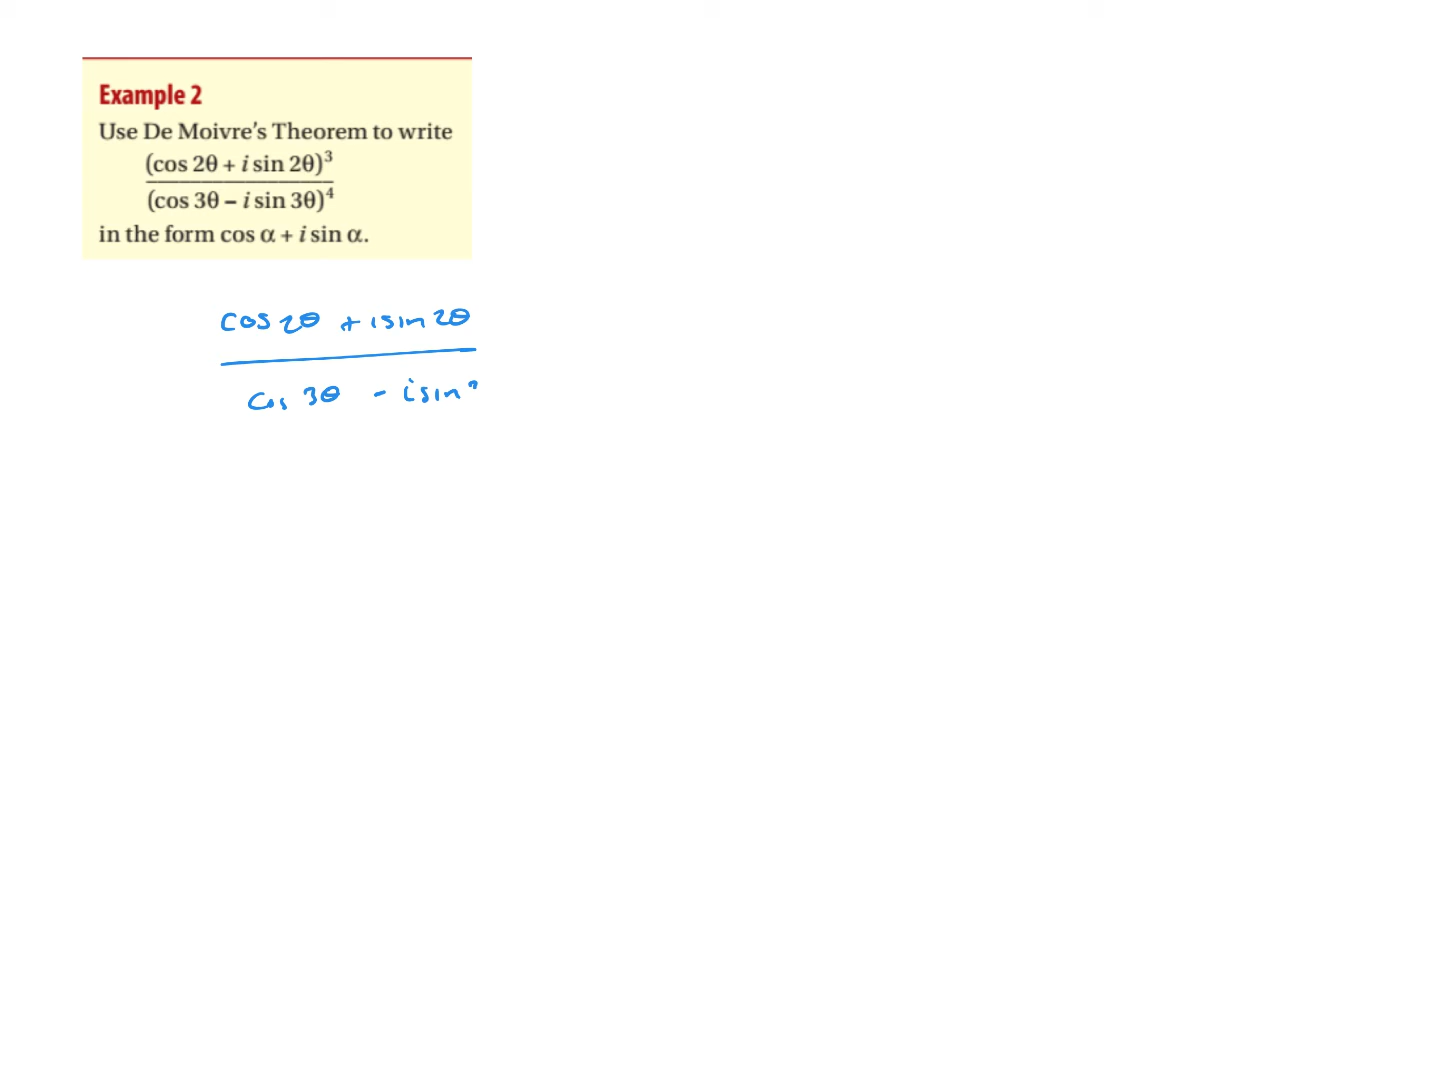 Example 2
Use De Moivre's Theorem to write
(cos 2θ + i sin 2θ)³
(cos 3θ – i sin 3θ)⁴
in the form cos α + i sin α.
cos 2θ + i sin 2θ
cos 3θ - i sin